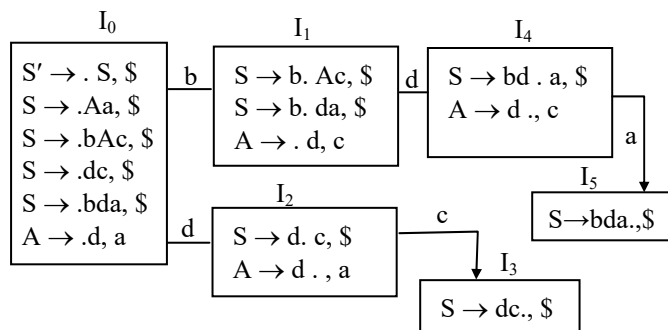 I₀
S′ → . S, $
S → .Aa, $
S → .bAc, $
S → .dc, $
S → .bda, $
A → .d, a
b
I₁
S → b. Ac, $
S → b. da, $
A → . d, c
d
I₄
S → bd . a, $
A → d ., c
a
I₅
S→bda.,$
d
I₂
S → d. c, $
A → d . , a
c
I₃
S → dc., $